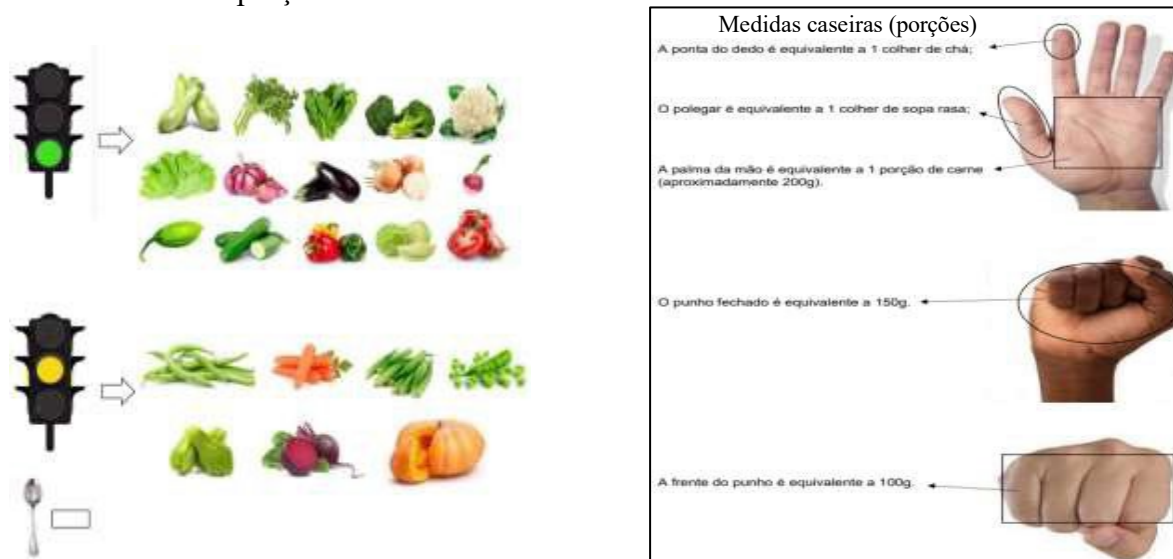 Medidas caseiras (porções)
A ponta do dedo é equivalente a 1 colher de chá;
O polegar é equivalente a 1 colher de sopa rasa;
A palma da mão é equivalente a 1 porção de carne
(aproximadamente 200g).
O punho fechado é equivalente a 150g.
A frente do punho é equivalente a 100g.